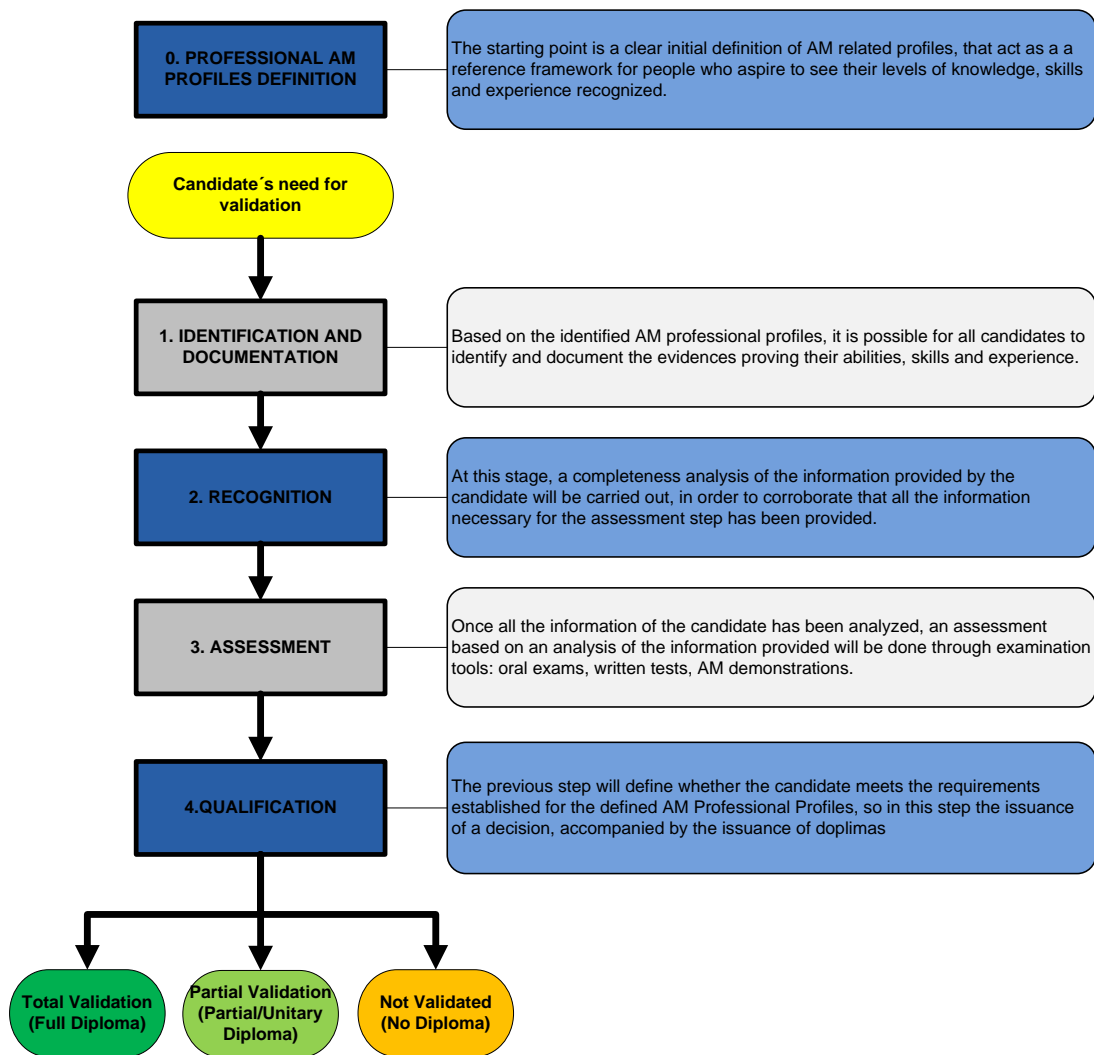 0. PROFESSIONAL AM
PROFILES DEFINITION
The starting point is a clear initial definition of AM related profiles, that act as a a
reference framework for people who aspire to see their levels of knowledge, skills
and experience recognized.
Candidate´s need for
validation
1. IDENTIFICATION AND
DOCUMENTATION
Based on the identified AM professional profiles, it is possible for all candidates to
identify and document the evidences proving their abilities, skills and experience.
2. RECOGNITION
At this stage, a completeness analysis of the information provided by the
candidate will be carried out, in order to corroborate that all the information
necessary for the assessment step has been provided.
3. ASSESSMENT
Once all the information of the candidate has been analyzed, an assessment
based on an analysis of the information provided will be done through examination
tools: oral exams, written tests, AM demonstrations.
4.QUALIFICATION
The previous step will define whether the candidate meets the requirements
established for the defined AM Professional Profiles, so in this step the issuance
of a decision, accompanied by the issuance of doplimas
Total Validation
(Full Diploma)
Partial Validation
(Partial/Unitary
Diploma)
Not Validated
(No Diploma)